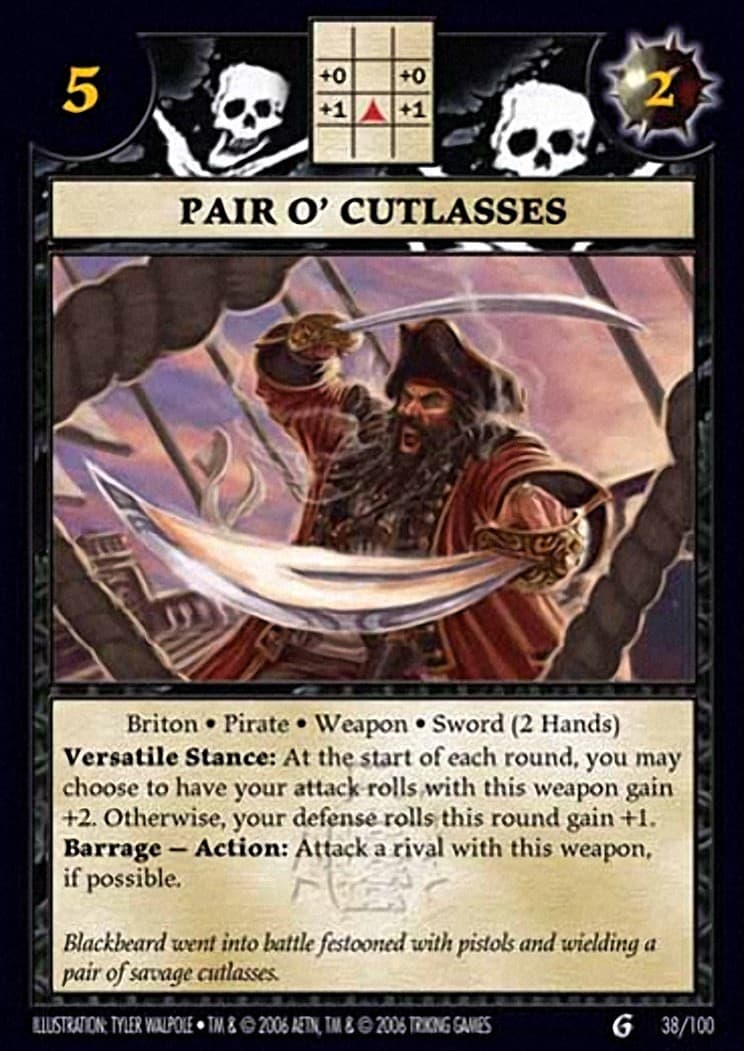 5
+0 +0
+1 +1
2
PAIR O’ CUTLASSES
Briton • Pirate • Weapon • Sword (2 Hands)
Versatile Stance: At the start of each round, you may
choose to have your attack rolls with this weapon gain
+2. Otherwise, your defense rolls this round gain +1.
Barrage – Action: Attack a rival with this weapon,
if possible.
Blackbeard went into battle festooned with pistols and wielding a
pair of savage cutlasses.
ILLUSTRATION: TYLER WALPOLE • TM & © 2006 AETN, TM & © 2006 TRIKING GAMES
G 38/100